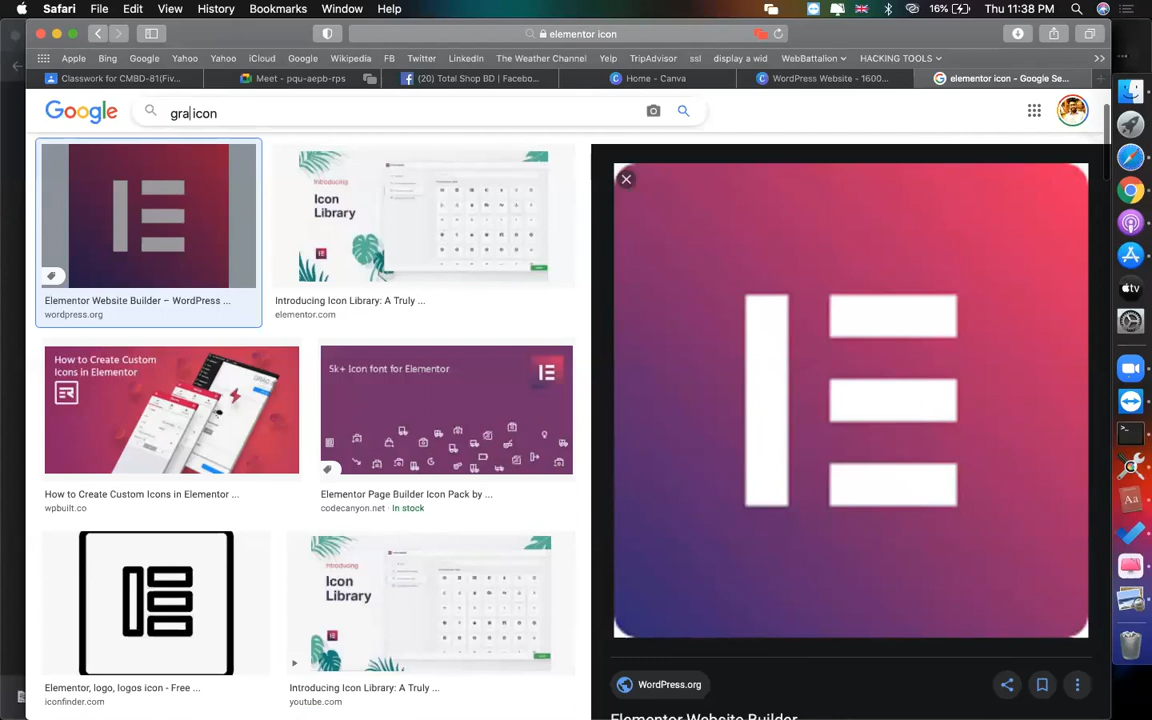 Safari File Edit View History Bookmarks Window Help 16% Thu 11:38 PM
elementor icon
Apple Bing Google Yahoo Yahoo iCloud Google Wikipedia FB Twitter LinkedIn The Weather Channel Yelp TripAdvisor ssl display a wid WebBattalion HACKING TOOLS
Classwork for CMBD-81(Fiv... Meet - pqu-aepb-rps (20) Total Shop BD | Facebo... Home - Canva WordPress Website - 1600... elementor icon - Google Se...
Google gra icon
Introducing
Icon
Library
Elementor Website Builder – WordPress ...
wordpress.org
Introducing Icon Library: A Truly ...
elementor.com
How to Create Custom
Icons in Elementor
5k+ Icon font for Elementor
How to Create Custom Icons in Elementor ...
wpbuilt.co
Elementor Page Builder Icon Pack by ...
codecanyon.net · In stock
Introducing
Icon
Library
Elementor, logo, logos icon - Free ...
iconfinder.com
Introducing Icon Library: A Truly ...
youtube.com
WordPress.org
Elementor Website Builder
tv
Aa